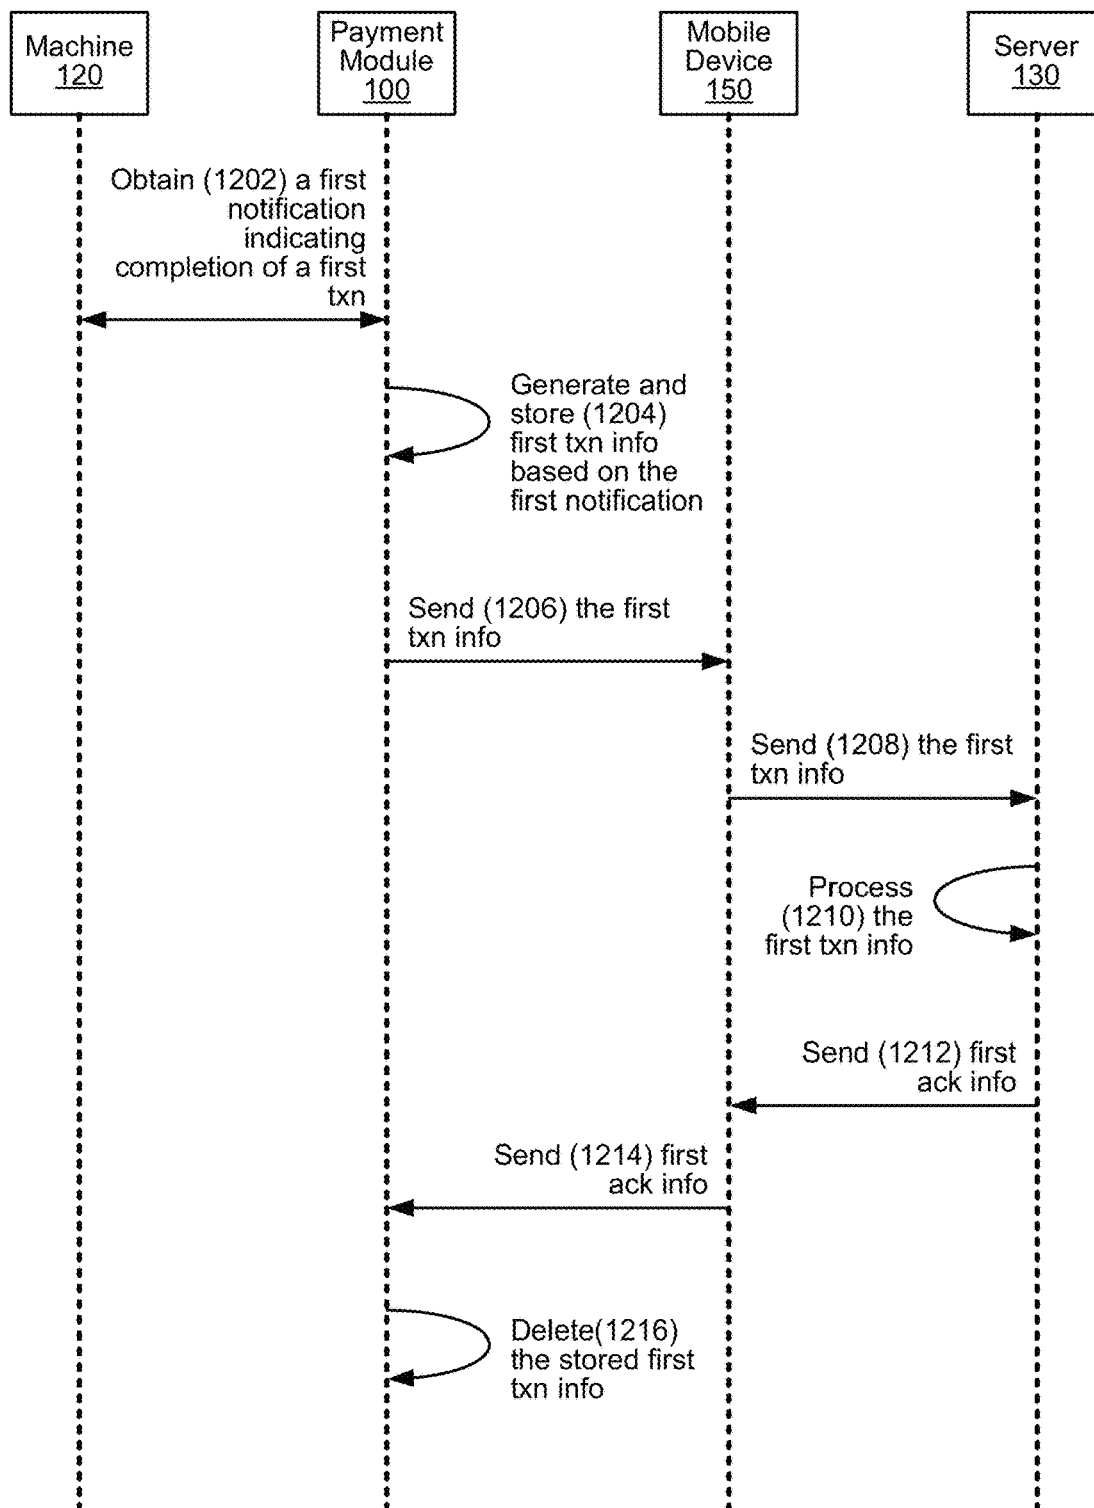 Machine
120
Payment
Module
100
Mobile
Device
150
Server
130
Obtain (1202) a first
notification
indicating
completion of a first
txn
Generate and
store (1204)
first txn info
based on the
first notification
Send (1206) the first
txn info
Send (1208) the first
txn info
Process
(1210) the
first txn info
Send (1212) first
ack info
Send (1214) first
ack info
Delete(1216)
the stored first
txn info